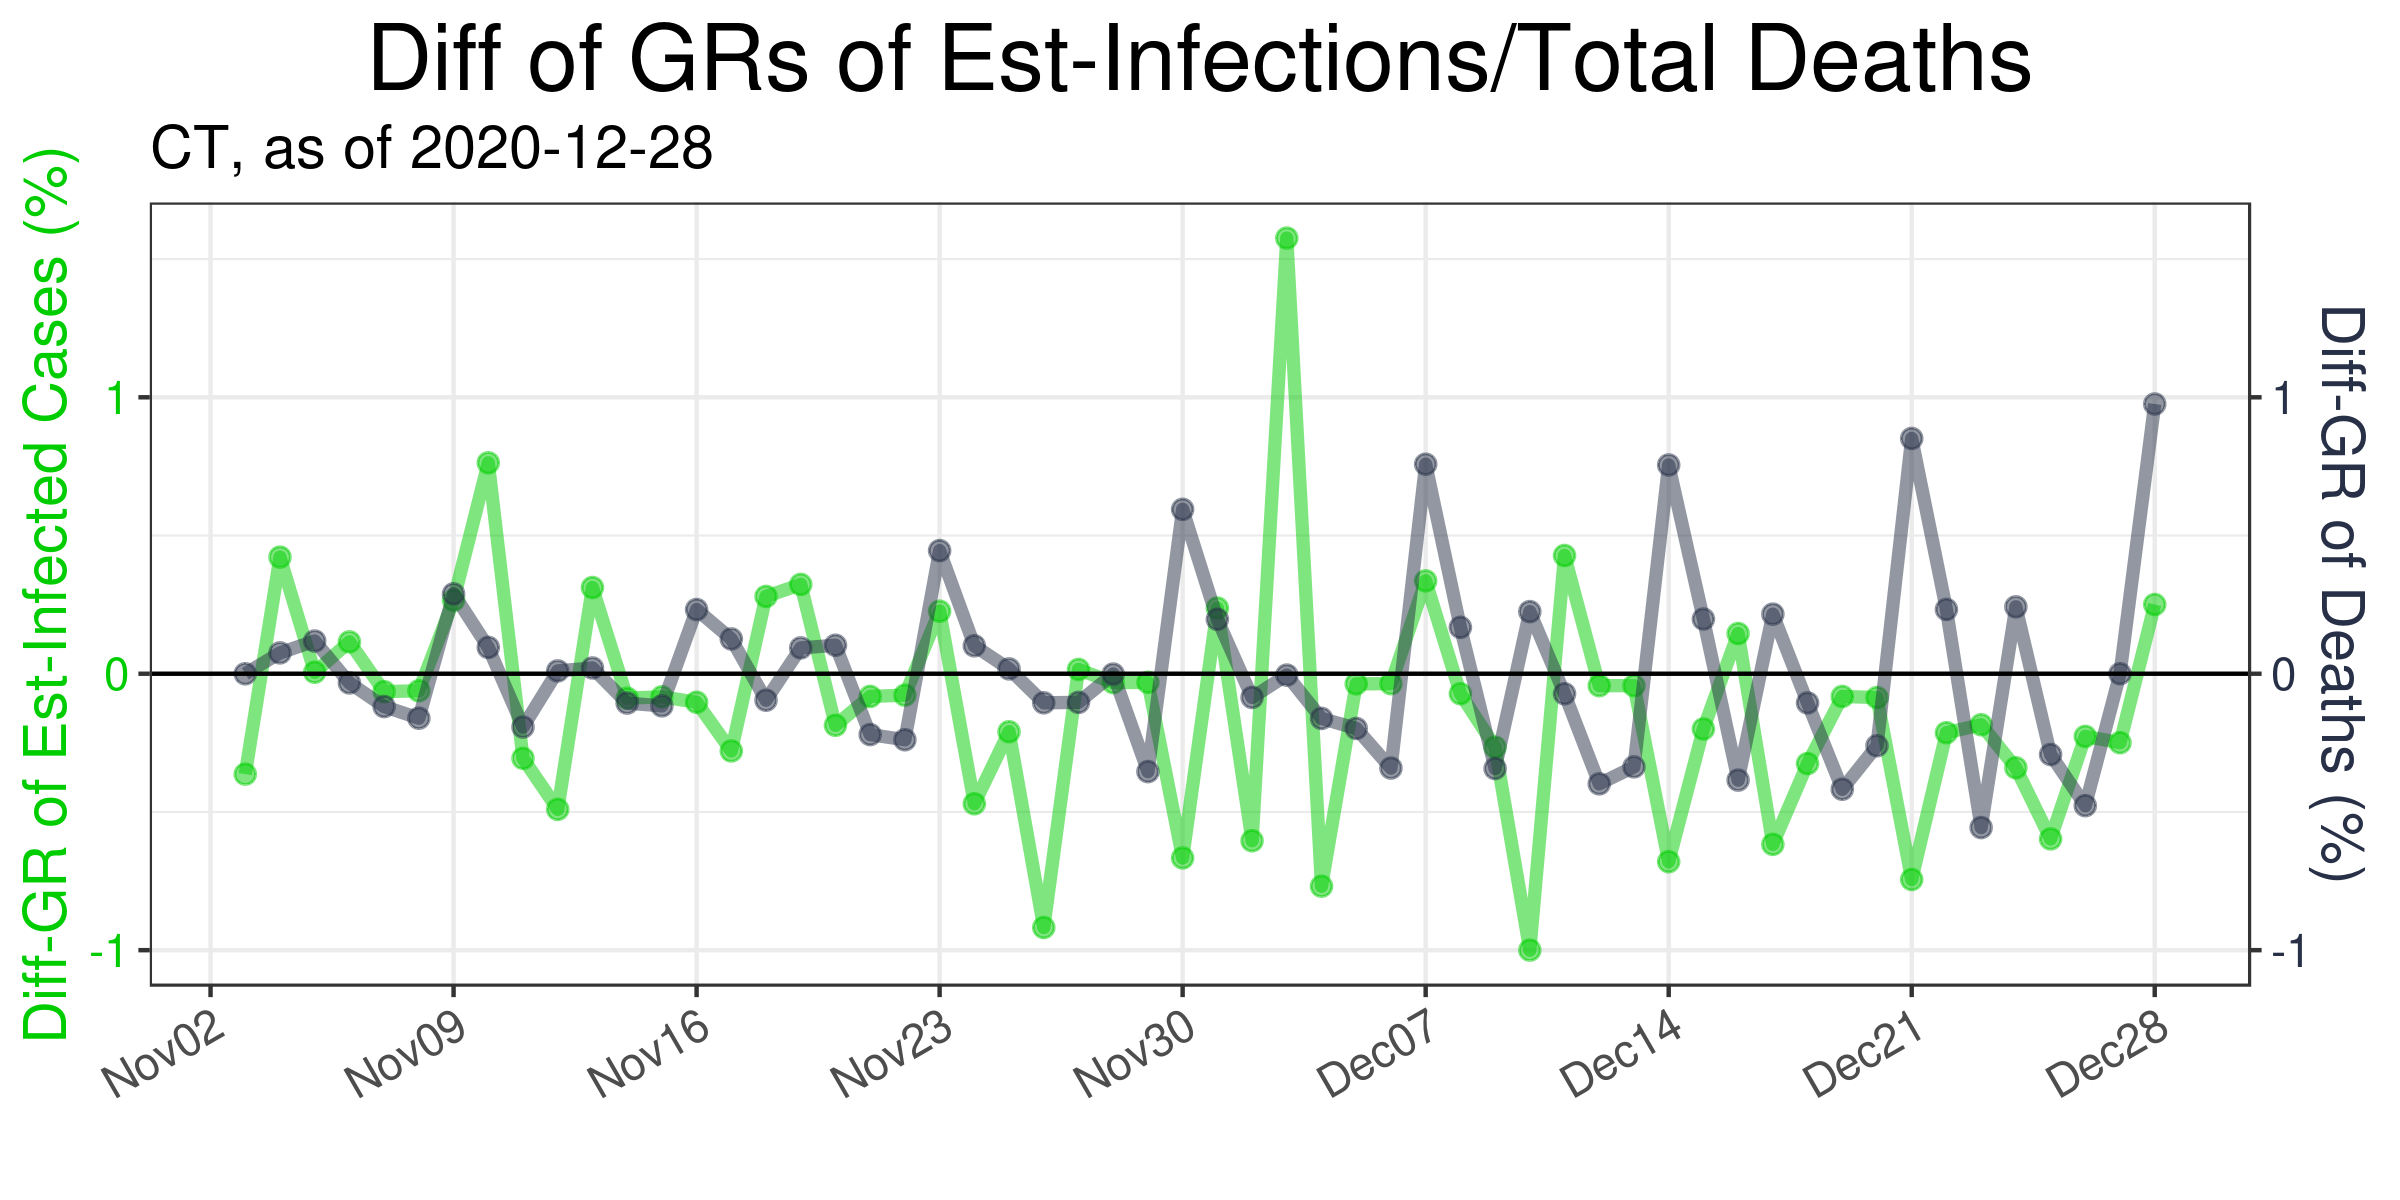 Diff of GRs of Est-Infections/Total Deaths
CT, as of 2020-12-28
Diff-GR of Est-Infected Cases (%)
1
0
-1
1
0
-1
Diff-GR of Deaths (%)
Nov02
Nov09
Nov16
Nov23
Nov30
Dec07
Dec14
Dec21
Dec28